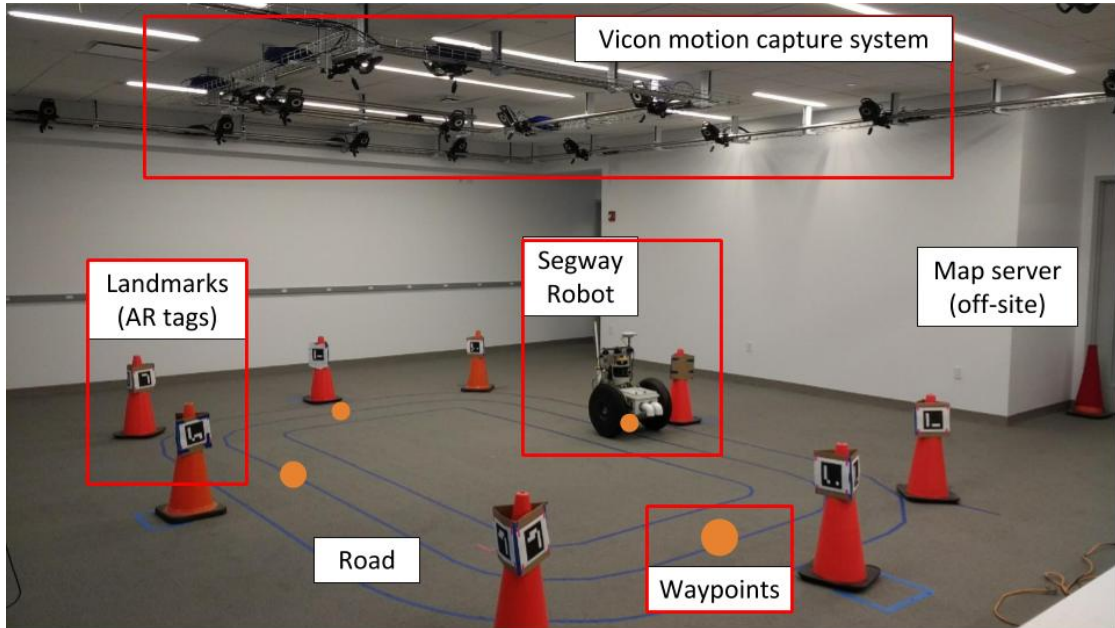 Vicon motion capture system
Segway
Robot
Landmarks
(AR tags)
Map server
(off-site)
Road
Waypoints